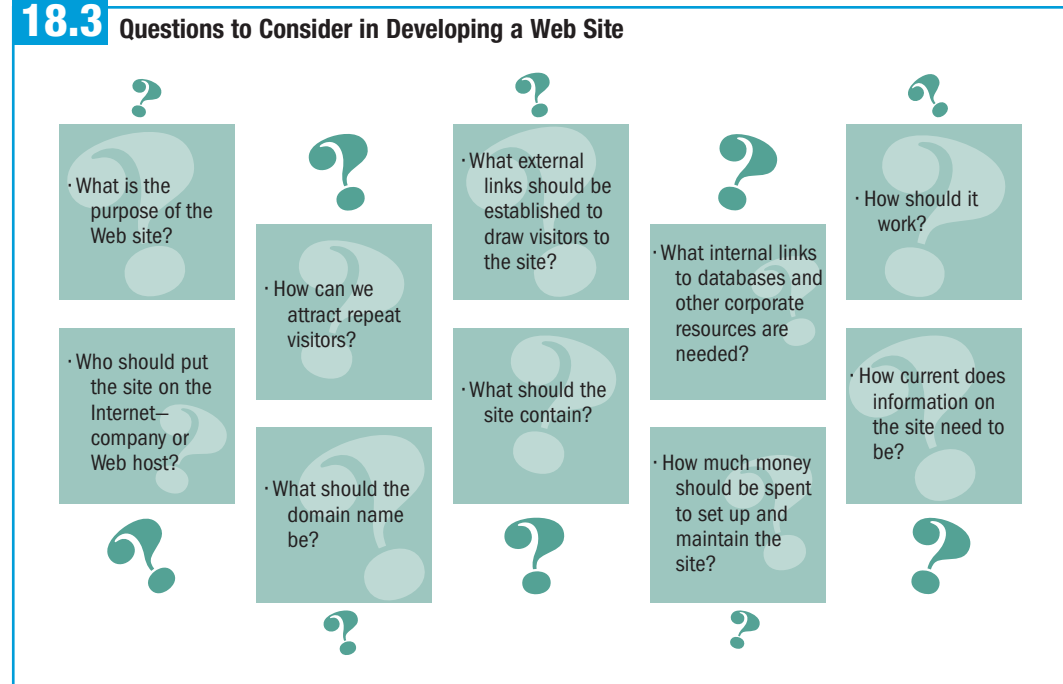 18.3 Questions to Consider in Developing a Web Site
· What is the
purpose of the
Web site?
· Who should put
the site on the
Internet—
company or
Web host?
· How can we
attract repeat
visitors?
· What should the
domain name
be?
· What external
links should be
established to
draw visitors to
the site?
· What should the
site contain?
· What internal links
to databases and
other corporate
resources are
needed?
· How much money
should be spent
to set up and
maintain the
site?
· How should it
work?
· How current does
information on
the site need to
be?